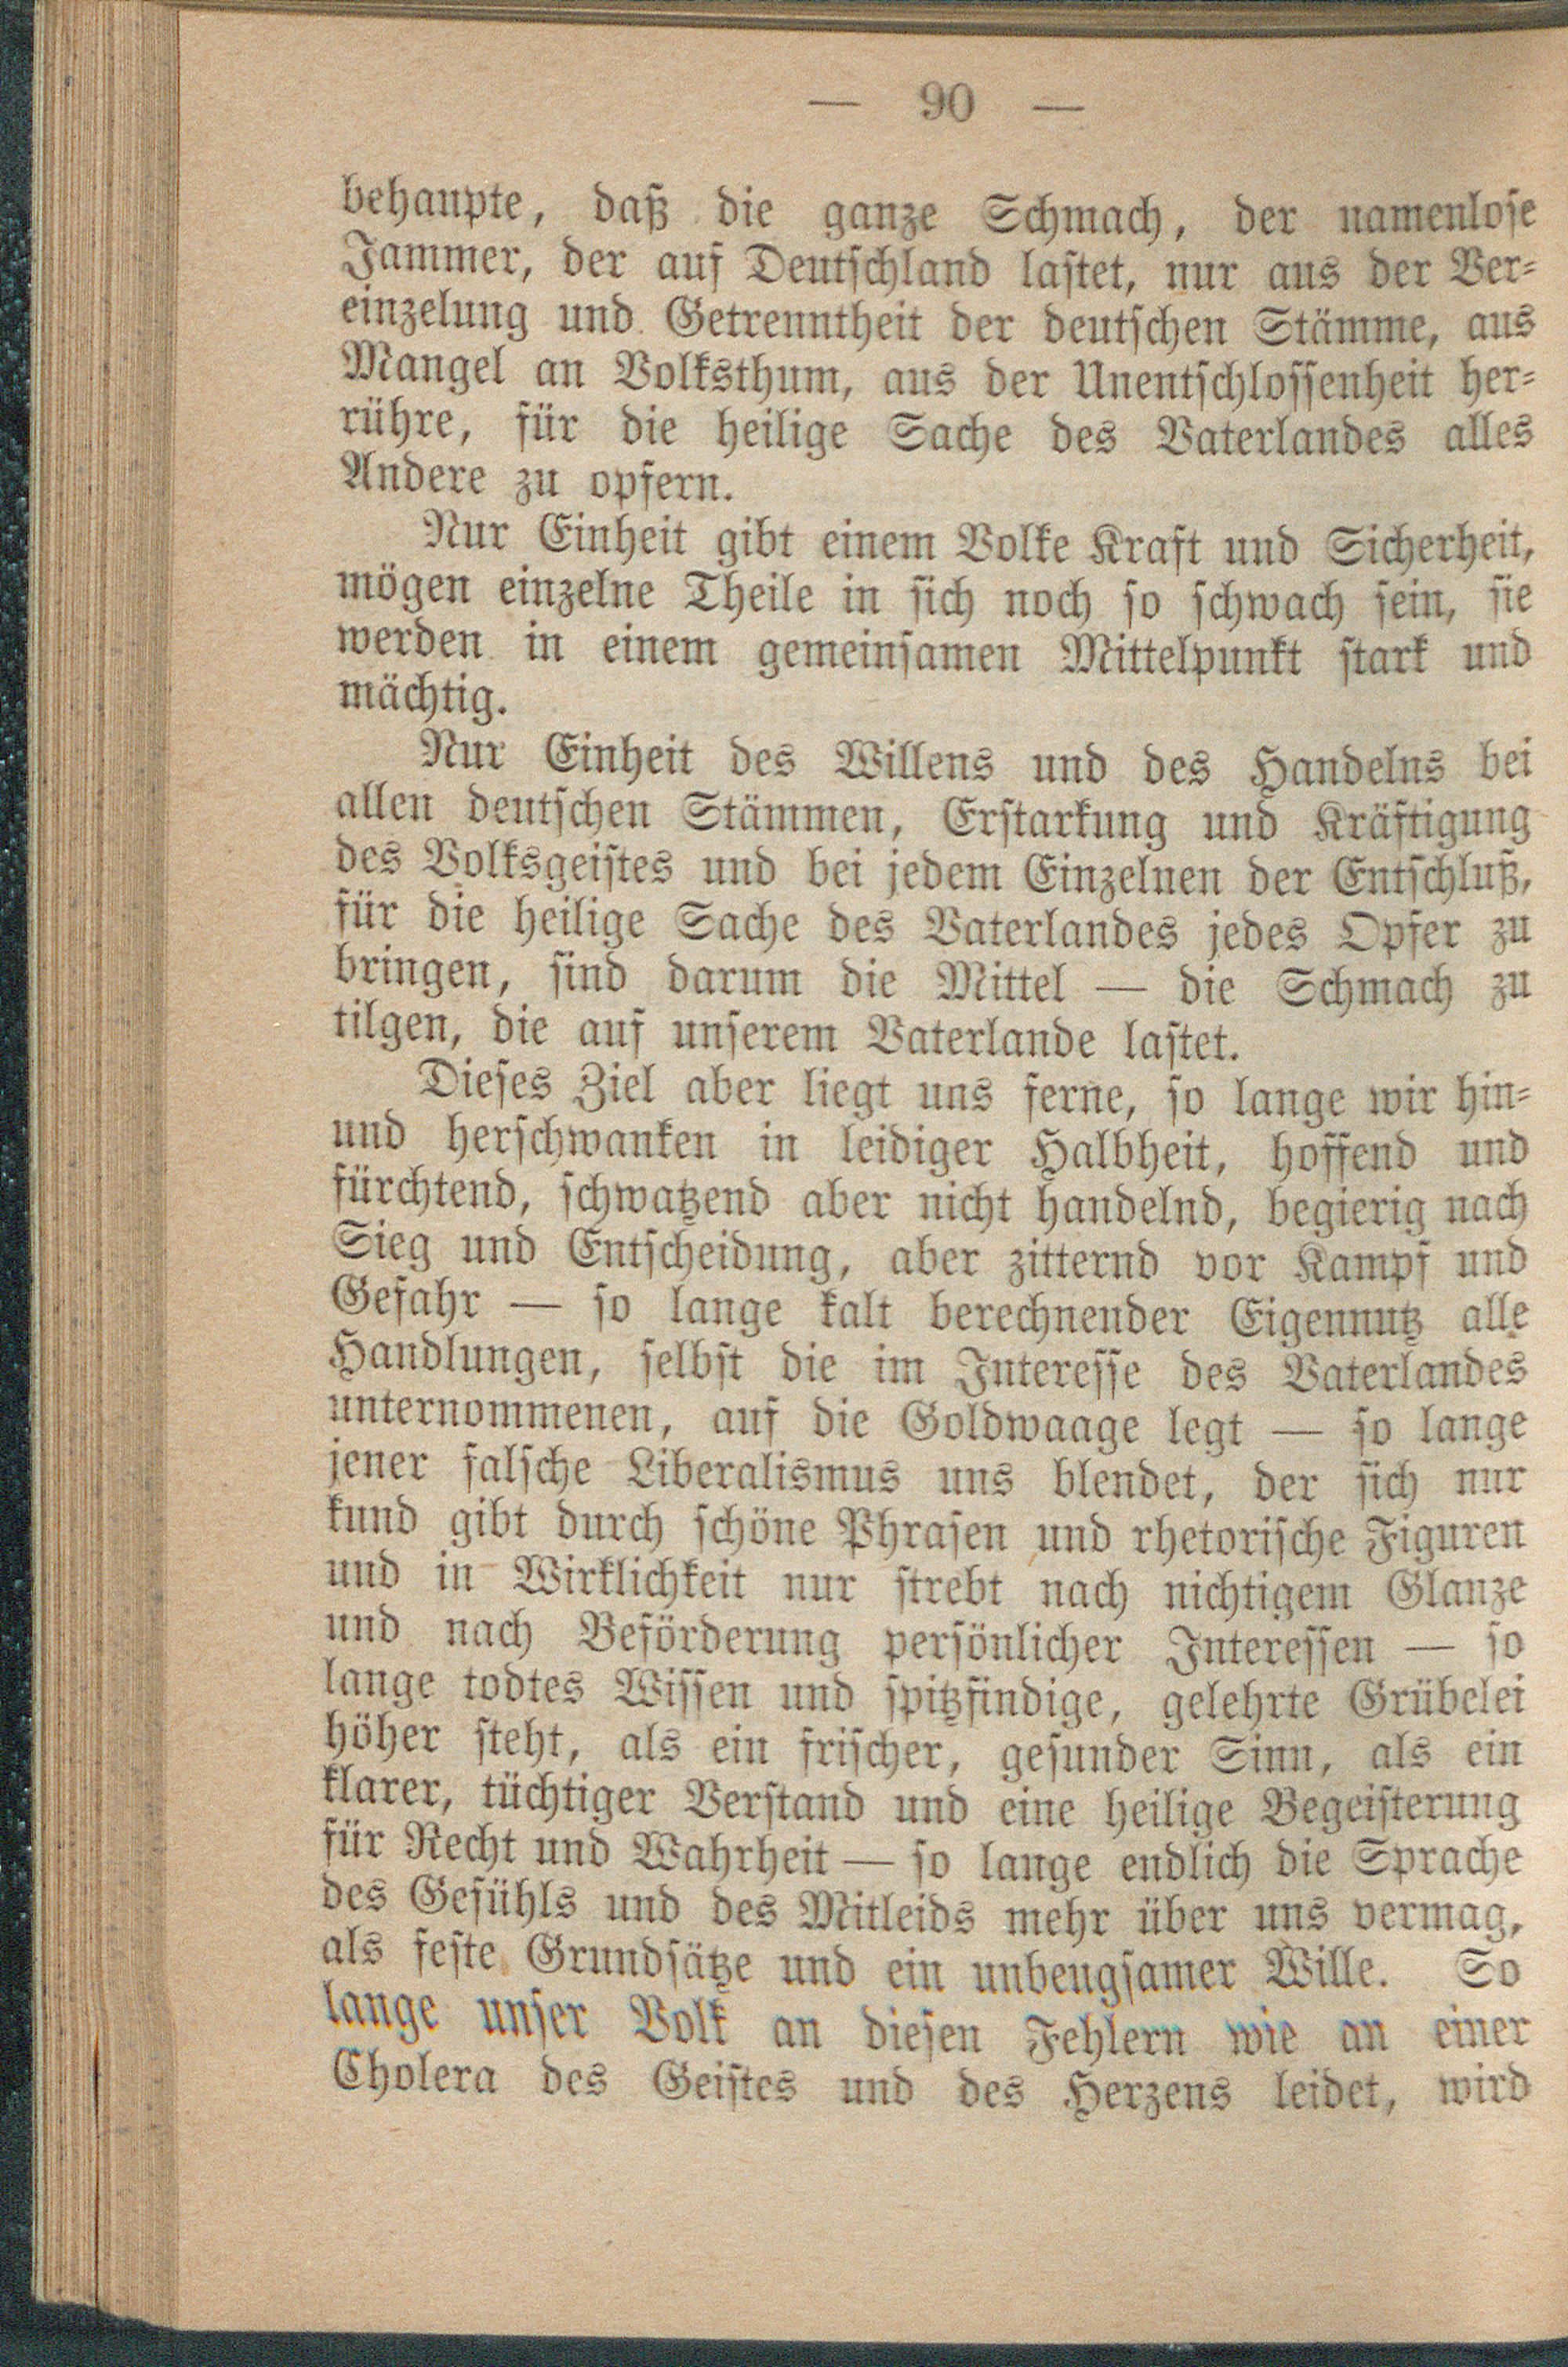 — 90 —
behaupte, daß die ganze Schmach, der namenlose
Jammer, der auf Deutschland lastet, nur aus der Ver-
einzelung und Getrenntheit der deutschen Stämme, aus
Mangel an Volksthum, aus der Unentschlossenheit her-
rühre, für die heilige Sache des Vaterlandes alles
Andere zu opfern.
Nur Einheit gibt einem Volke Kraft und Sicherheit,
mögen einzelne Theile in sich noch so schwach sein, sie
werden in einem gemeinsamen Mittelpunkt stark und
mächtig.
Nur Einheit des Willens und des Handelns bei
allen deutschen Stämmen, Erstarkung und Kräftigung
des Volksgeistes und bei jedem Einzelnen der Entschluß,
für die heilige Sache des Vaterlandes jedes Opfer zu
bringen, sind darum die Mittel — die Schmach zu
tilgen, die auf unserem Vaterlande lastet.
Dieses Ziel aber liegt uns ferne, so lange wir hin-
und herschwanken in leidiger Halbheit, hoffend und
fürchtend, schwatzend aber nicht handelnd, begierig nach
Sieg und Entscheidung, aber zitternd vor Kampf und
Gefahr — so lange kalt berechnender Eigennutz alle
Handlungen, selbst die im Interesse des Vaterlandes
unternommenen, auf die Goldwaage legt — so lange
jener falsche Liberalismus uns blendet, der sich nur
kund gibt durch schöne Phrasen und rhetorische Figuren
und in Wirklichkeit nur strebt nach nichtigem Glanze
und nach Beförderung persönlicher Interessen — so
lange todtes Wissen und spitzfindige, gelehrte Grübelei
höher steht, als ein frischer, gesunder Sinn, als ein
klarer, tüchtiger Verstand und eine heilige Begeisterung
für Recht und Wahrheit — so lange endlich die Sprache
des Gefühls und des Mitleids mehr über uns vermag,
als feste Grundsätze und ein unbeugsamer Wille. So
lange unser Volk an diesen Fehlern wie an einer
Cholera des Geistes und des Herzens leidet, wird